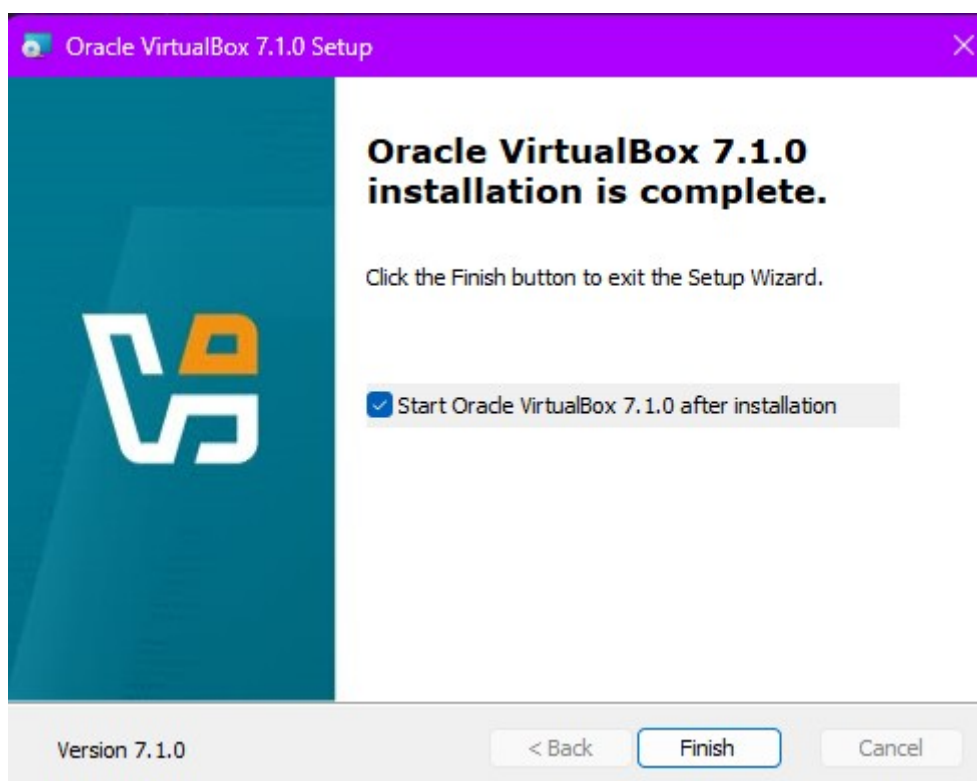 Oracle VirtualBox 7.1.0 Setup
Oracle VirtualBox 7.1.0
installation is complete.
Click the Finish button to exit the Setup Wizard.
Start Oracle VirtualBox 7.1.0 after installation
Version 7.1.0
< Back
Finish
Cancel